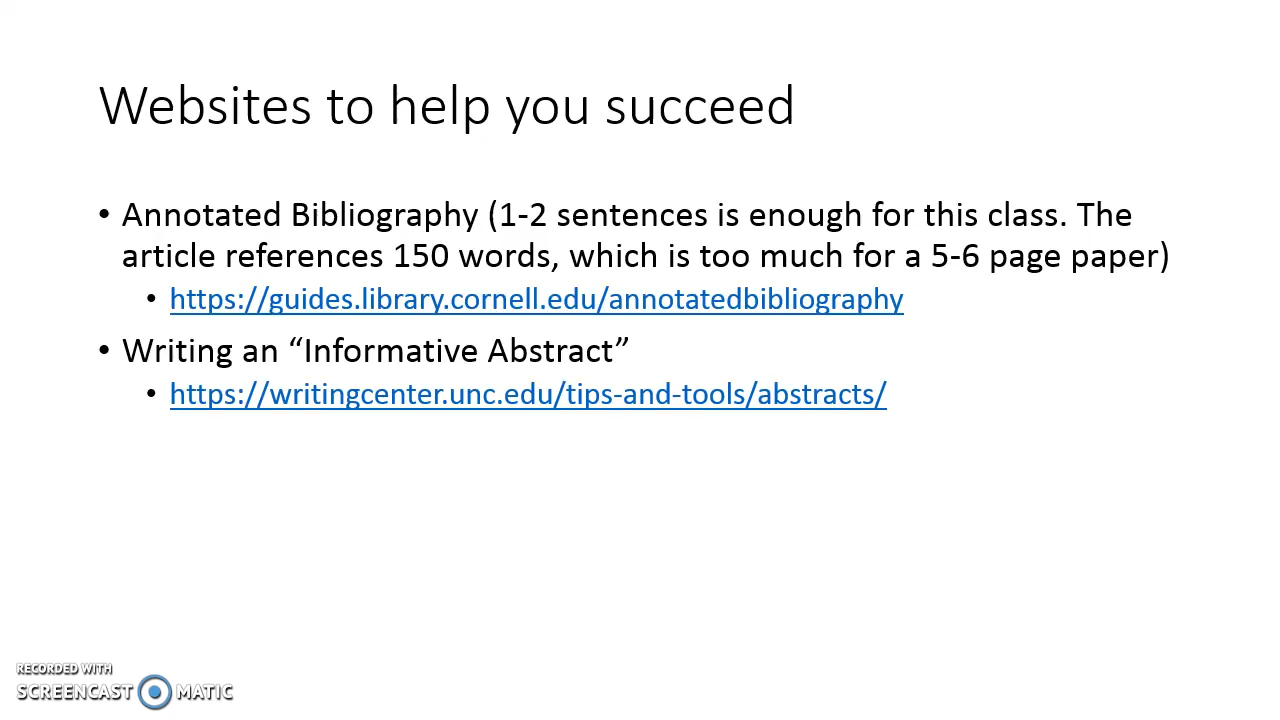 Websites to help you succeed
• Annotated Bibliography (1-2 sentences is enough for this class. The
article references 150 words, which is too much for a 5-6 page paper)
• https://guides.library.cornell.edu/annotatedbibliography
• Writing an “Informative Abstract”
• https://writingcenter.unc.edu/tips-and-tools/abstracts/
RECORDED WITH
SCREENCAST MATIC